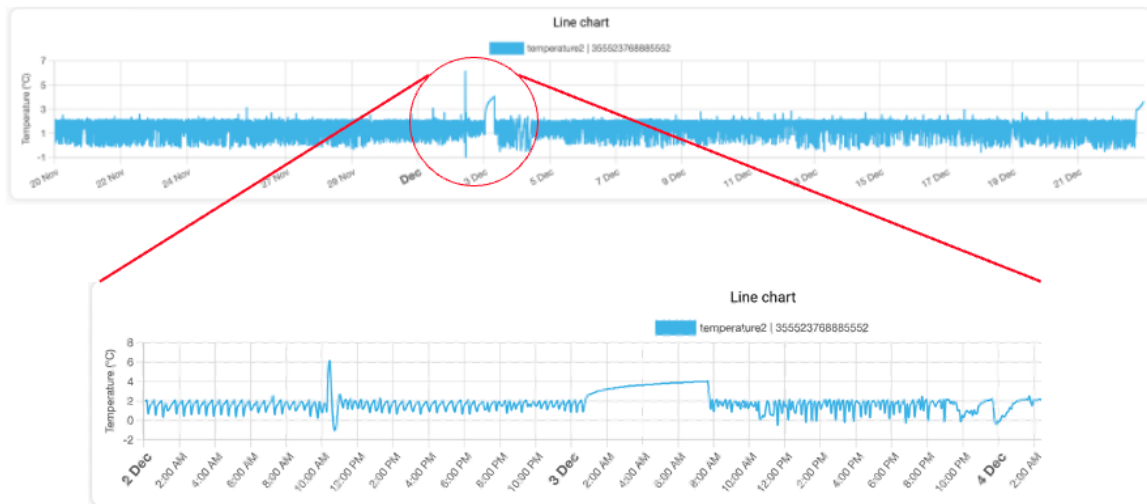 Line chart
temperature2 | 355523768885552
Temperature (°C)
7
5
3
1
-1
20 Nov
22 Nov
24 Nov
27 Nov
29 Nov
Dec
3 Dec
5 Dec
7 Dec
9 Dec
11 Dec
13 Dec
15 Dec
17 Dec
19 Dec
21 Dec
Line chart
temperature2 | 355523768885552
Temperature (°C)
8
6
4
2
0
-2
2 Dec
2:00 AM
4:00 AM
6:00 AM
8:00 AM
10:00 AM
12:00 PM
2:00 PM
4:00 PM
6:00 PM
8:00 PM
10:00 PM
3 Dec
2:00 AM
4:00 AM
6:00 AM
8:00 AM
10:00 AM
12:00 PM
2:00 PM
4:00 PM
6:00 PM
8:00 PM
10:00 PM
4 Dec
2:00 AM